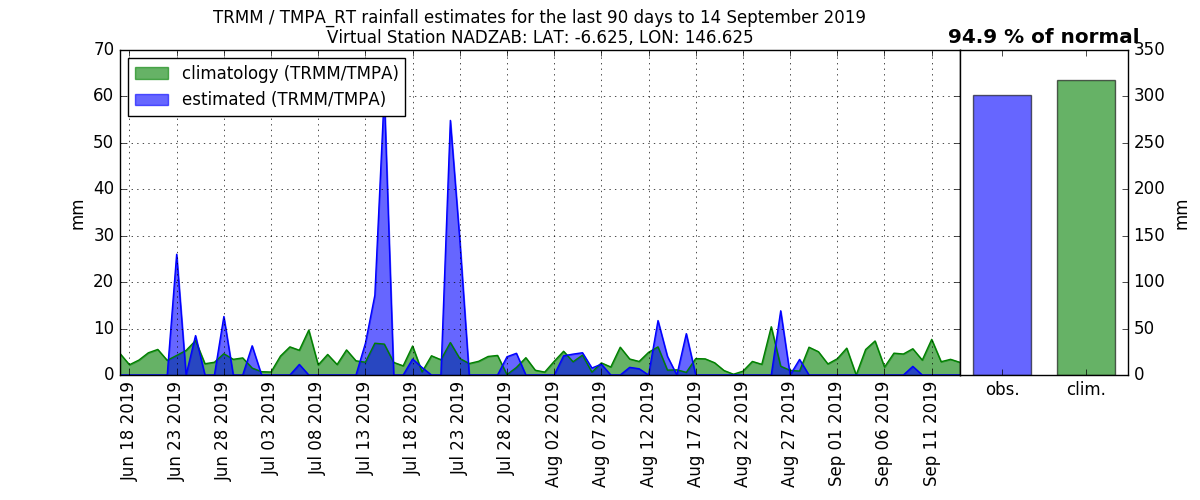 TRMM / TMPA_RT rainfall estimates for the last 90 days to 14 September 2019
Virtual Station NADZAB: LAT: -6.625, LON: 146.625
94.9 % of normal
climatology (TRMM/TMPA)
estimated (TRMM/TMPA)
70
60
50
40
30
20
10
0
mm
Jun 18 2019
Jun 23 2019
Jun 28 2019
Jul 03 2019
Jul 08 2019
Jul 13 2019
Jul 18 2019
Jul 23 2019
Jul 28 2019
Aug 02 2019
Aug 07 2019
Aug 12 2019
Aug 17 2019
Aug 22 2019
Aug 27 2019
Sep 01 2019
Sep 06 2019
Sep 11 2019
350
300
250
200
150
100
50
0
mm
obs.
clim.